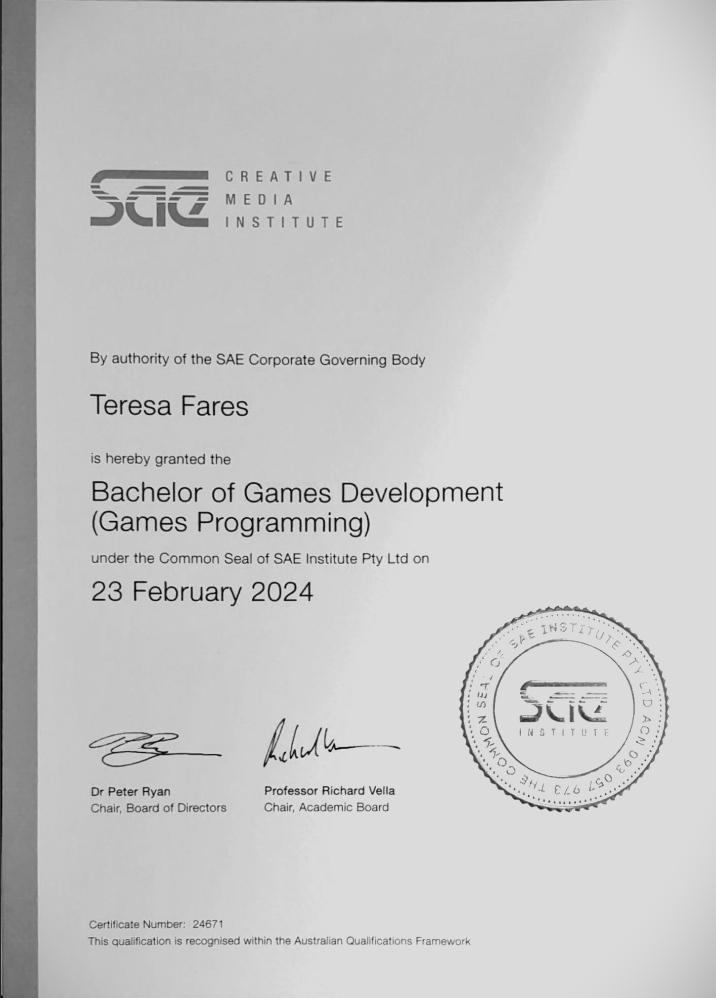 sae
CREATIVE
MEDIA
INSTITUTE
By authority of the SAE Corporate Governing Body
Teresa Fares
is hereby granted the
Bachelor of Games Development
(Games Programming)
under the Common Seal of SAE Institute Pty Ltd on
23 February 2024
THE COMMON SEAL OF SAE INSTITUTE PTY LTD ACN 093 057 973
sae
INSTITUTE
Dr Peter Ryan
Chair, Board of Directors
Professor Richard Vella
Chair, Academic Board
Certificate Number: 24671
This qualification is recognised within the Australian Qualifications Framework